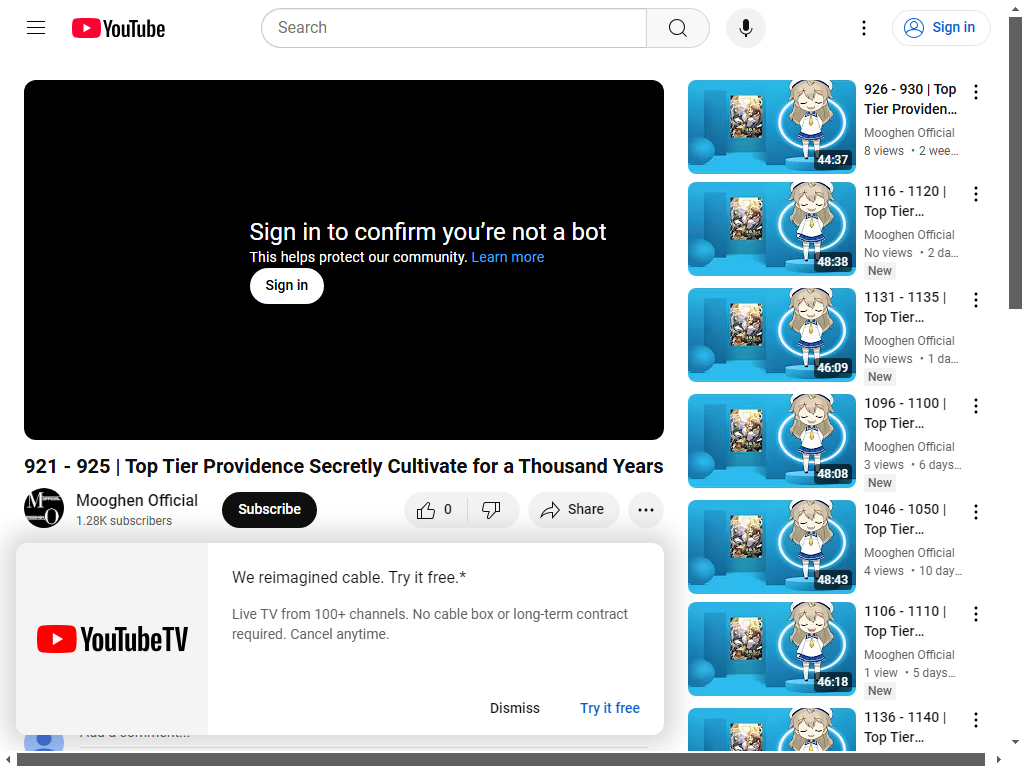 YouTube
Search
Sign in
Sign in to confirm you're not a bot
This helps protect our community. Learn more
Sign in
921 - 925 | Top Tier Providence Secretly Cultivate for a Thousand Years
Mooghen Official
1.28K subscribers
Subscribe
0
Share
We reimagined cable. Try it free.*
Live TV from 100+ channels. No cable box or long-term contract
required. Cancel anytime.
YouTubeTV
Dismiss
Try it free
Add a comment...
926 - 930 | Top
Tier Providen...
Mooghen Official
8 views • 2 wee...
44:37
1116 - 1120 |
Top Tier...
Mooghen Official
No views • 2 da...
New
48:38
1131 - 1135 |
Top Tier...
Mooghen Official
No views • 1 da...
New
46:09
1096 - 1100 |
Top Tier...
Mooghen Official
3 views • 6 days...
New
48:08
1046 - 1050 |
Top Tier...
Mooghen Official
4 views • 10 day...
48:43
1106 - 1110 |
Top Tier...
Mooghen Official
1 view • 5 days...
New
46:18
1136 - 1140 |
Top Tier...